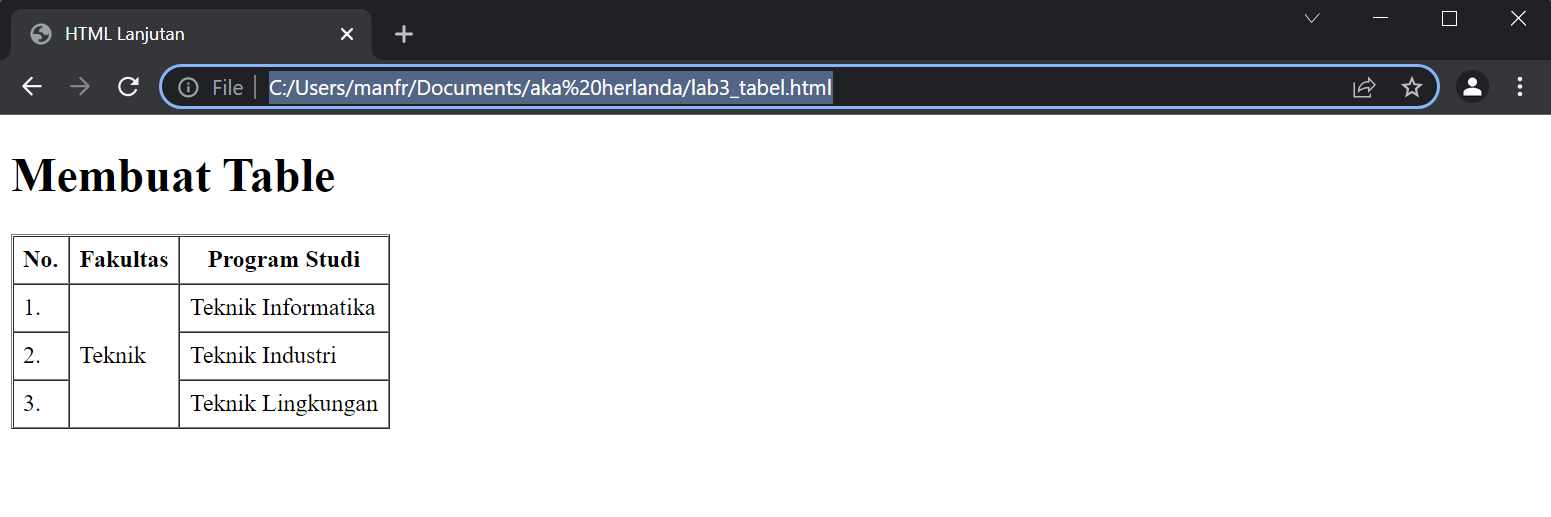 HTML Lanjutan
File C:/Users/manfr/Documents/aka%20herlanda/lab3_tabel.html
Membuat Table
No. Fakultas Program Studi
1. Teknik Informatika
2. Teknik Teknik Industri
3. Teknik Lingkungan